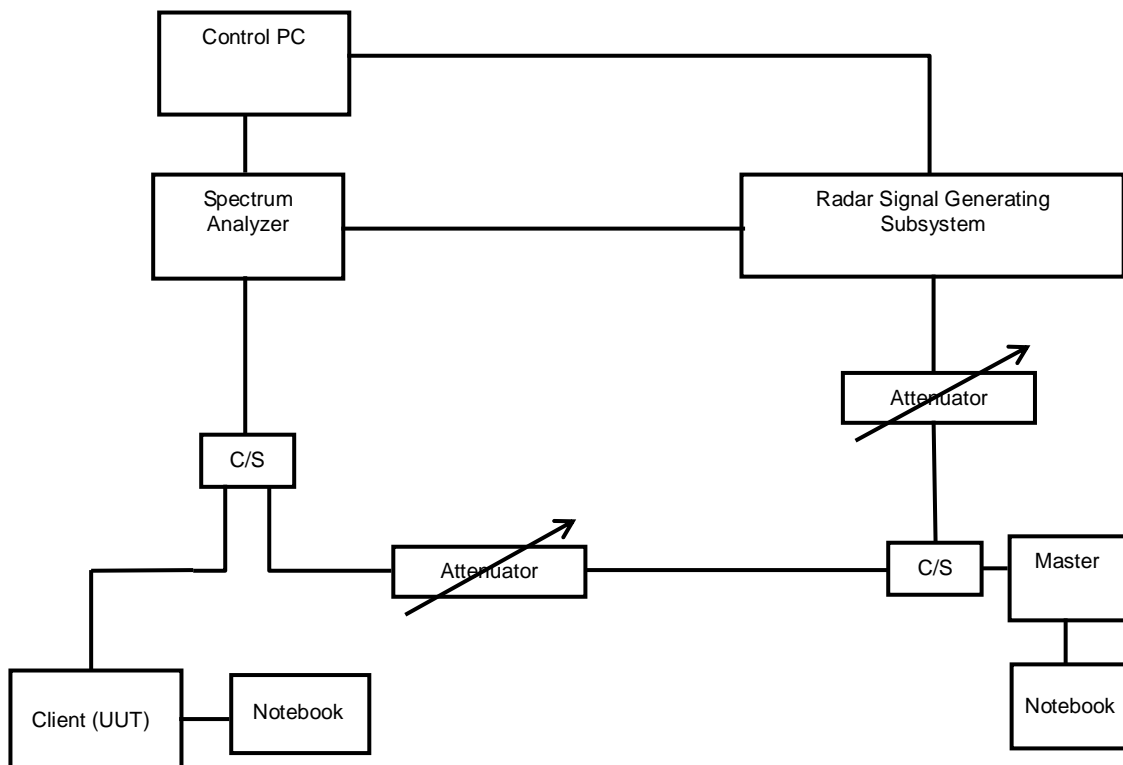 Control PC
Spectrum
Analyzer
Radar Signal Generating
Subsystem
Attenuator
C/S
Attenuator
C/S
Master
Client (UUT)
Notebook
Notebook